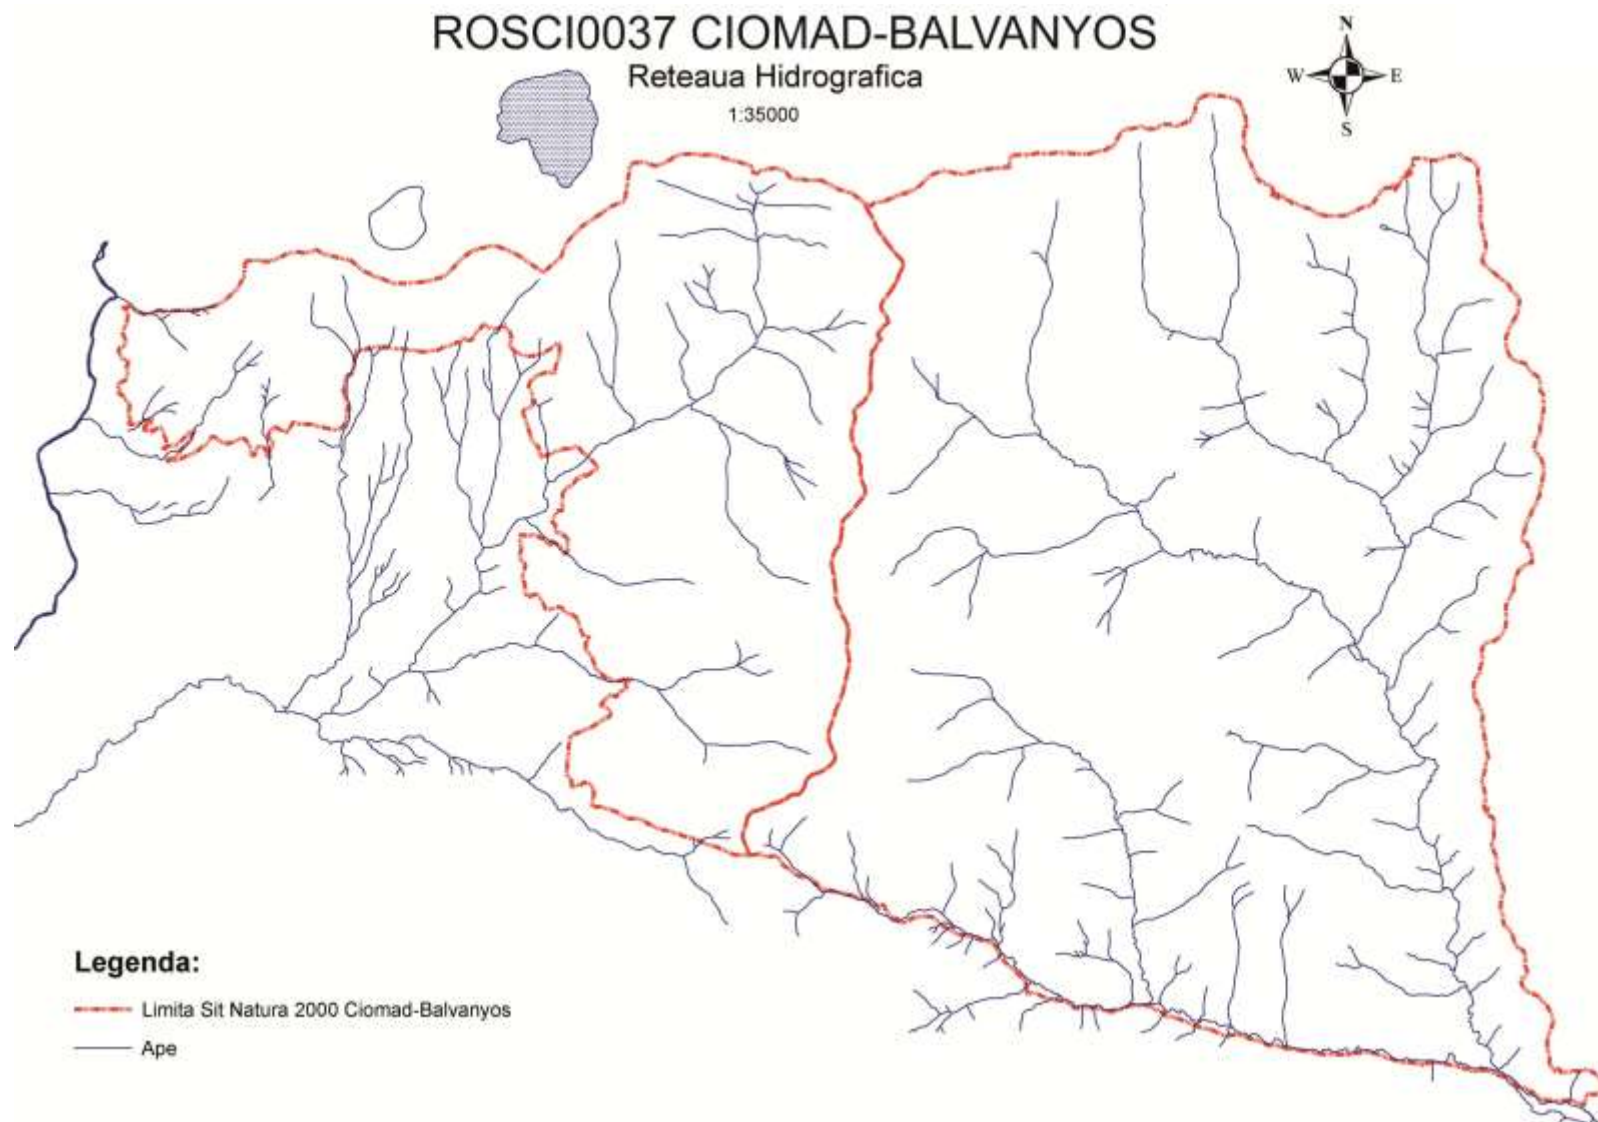 ROSCI0037 CIOMAD-BALVANYOS
Reteaua Hidrografica
1:35000
N
W E
S
Legenda:
Limita Sit Natura 2000 Ciomad-Balvanyos
Ape